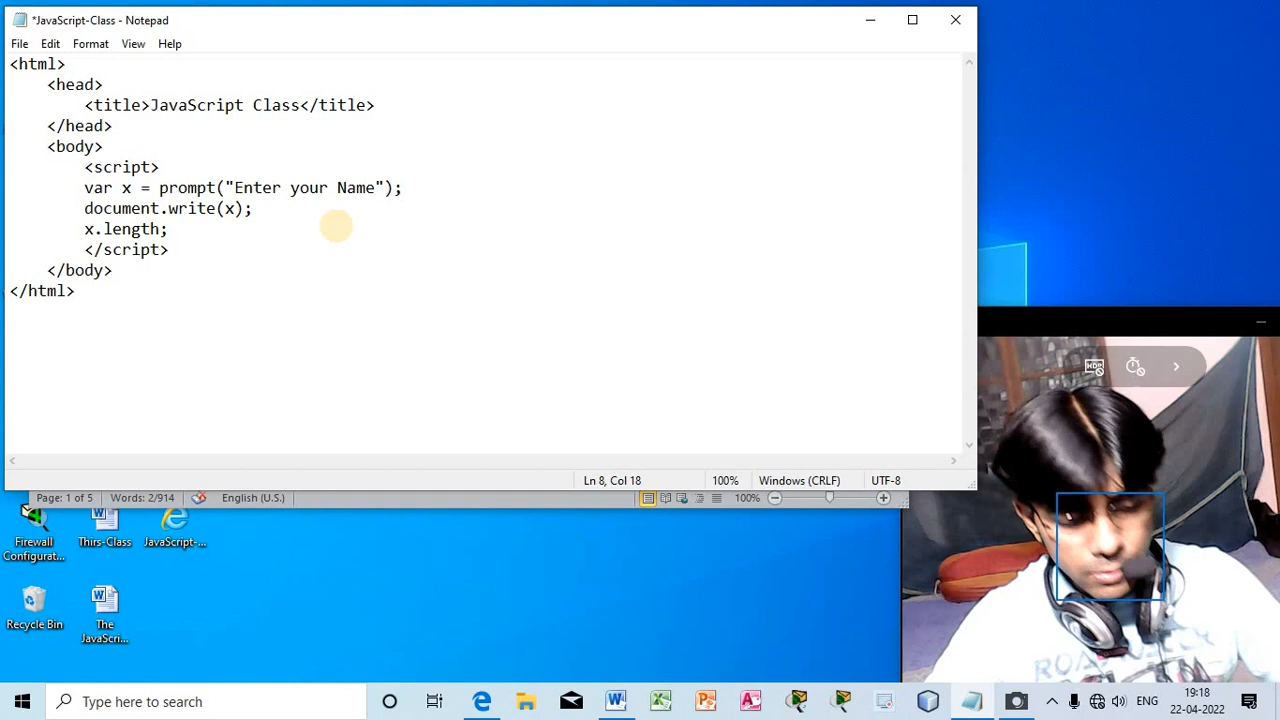 *JavaScript-Class - Notepad
File Edit Format View Help
<html>
<head>
<title>JavaScript Class</title>
</head>
<body>
<script>
var x = prompt("Enter your Name");
document.write(x);
x.length;
</script>
</body>
</html>
Ln 8, Col 18 100% Windows (CRLF) UTF-8
Page: 1 of 5 Words: 2/914 English (U.S.) 100%
Firewall Configurat... Thirs-Class JavaScript-...
Recycle Bin The JavaScri...
Type here to search
ENG 19:18 22-04-2022